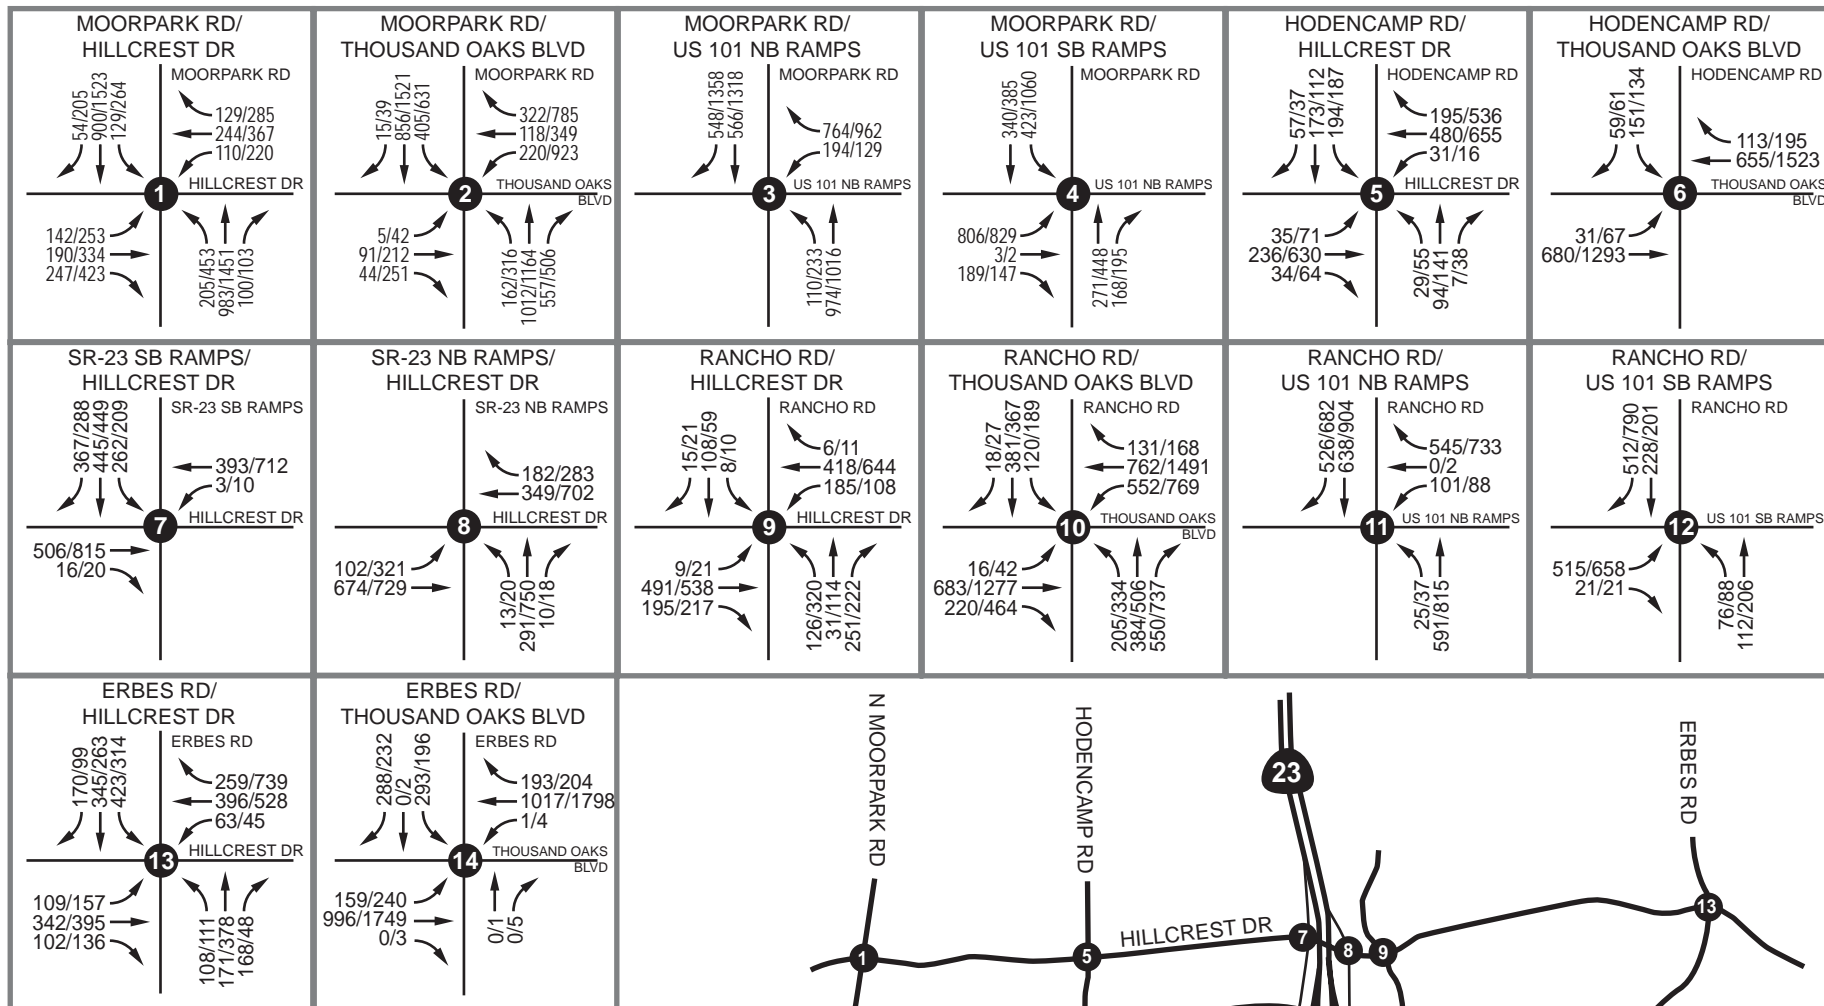 MOORPARK RD/
HILLCREST DR
MOORPARK RD
54/205
900/1523
129/264
129/285
244/367
110/220
1
HILLCREST DR
142/253
190/334
247/423
205/453
983/1451
100/103
MOORPARK RD/
THOUSAND OAKS BLVD
MOORPARK RD
15/39
856/1521
405/631
322/785
118/349
220/923
2
THOUSAND OAKS
BLVD
5/42
91/212
44/251
162/316
1012/1164
557/506
MOORPARK RD/
US 101 NB RAMPS
MOORPARK RD
548/1358
566/1318
764/962
194/129
3
US 101 NB RAMPS
110/233
974/1016
MOORPARK RD/
US 101 SB RAMPS
MOORPARK RD
340/385
423/1060
4
US 101 NB RAMPS
806/829
3/2
189/147
271/448
168/195
HODENCAMP RD/
HILLCREST DR
HODENCAMP RD
57/37
173/112
194/187
195/536
480/655
31/16
5
HILLCREST DR
35/71
236/630
34/64
29/55
94/141
7/38
HODENCAMP RD/
THOUSAND OAKS BLVD
HODENCAMP RD
59/61
151/134
113/195
655/1523
6
THOUSAND OAKS
BLVD
31/67
680/1293
SR-23 SB RAMPS/
HILLCREST DR
SR-23 SB RAMPS
367/288
445/449
262/209
393/712
3/10
7
HILLCREST DR
506/815
16/20
SR-23 NB RAMPS/
HILLCREST DR
SR-23 NB RAMPS
182/283
349/702
8
HILLCREST DR
102/321
674/729
13/20
291/750
10/18
RANCHO RD/
HILLCREST DR
RANCHO RD
15/21
108/59
8/10
6/11
418/644
185/108
9
HILLCREST DR
9/21
491/538
195/217
126/320
31/114
251/222
RANCHO RD/
THOUSAND OAKS BLVD
RANCHO RD
18/27
381/367
120/189
131/168
762/1491
552/769
10
THOUSAND OAKS
BLVD
16/42
683/1277
220/464
205/334
384/506
550/737
RANCHO RD/
US 101 NB RAMPS
RANCHO RD
526/682
638/904
545/733
0/2
101/88
11
US 101 NB RAMPS
25/37
591/815
RANCHO RD/
US 101 SB RAMPS
RANCHO RD
512/790
228/201
12
US 101 SB RAMPS
515/658
21/21
76/88
112/206
ERBES RD/
HILLCREST DR
ERBES RD
170/99
345/263
423/314
259/739
396/528
63/45
13
HILLCREST DR
109/157
342/395
102/136
108/111
171/378
168/48
ERBES RD/
THOUSAND OAKS BLVD
ERBES RD
288/232
0/2
293/196
193/204
1017/1798
1/4
14
THOUSAND OAKS
BLVD
159/240
996/1749
0/3
0/1
0/5
N MOORPARK RD
HODENCAMP RD
23
ERBES RD
HILLCREST DR
1
5
7
8
9
13